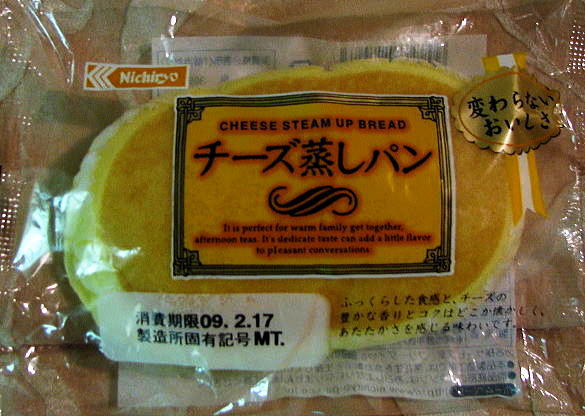 Nichiryo
変わらない
おいしさ
CHEESE STEAM UP BREAD
チーズ蒸しパン
It is perfect for warm family get together,
afternoon teas. It's dedicate taste can add a little flavor
to pleasant conversations.
ふっくらした食感と、チーズの
豊かな香りとコクはどこか懐かしく、
あたたかさを感じる味わいです。
消費期限09. 2.17
製造所固有記号MT.